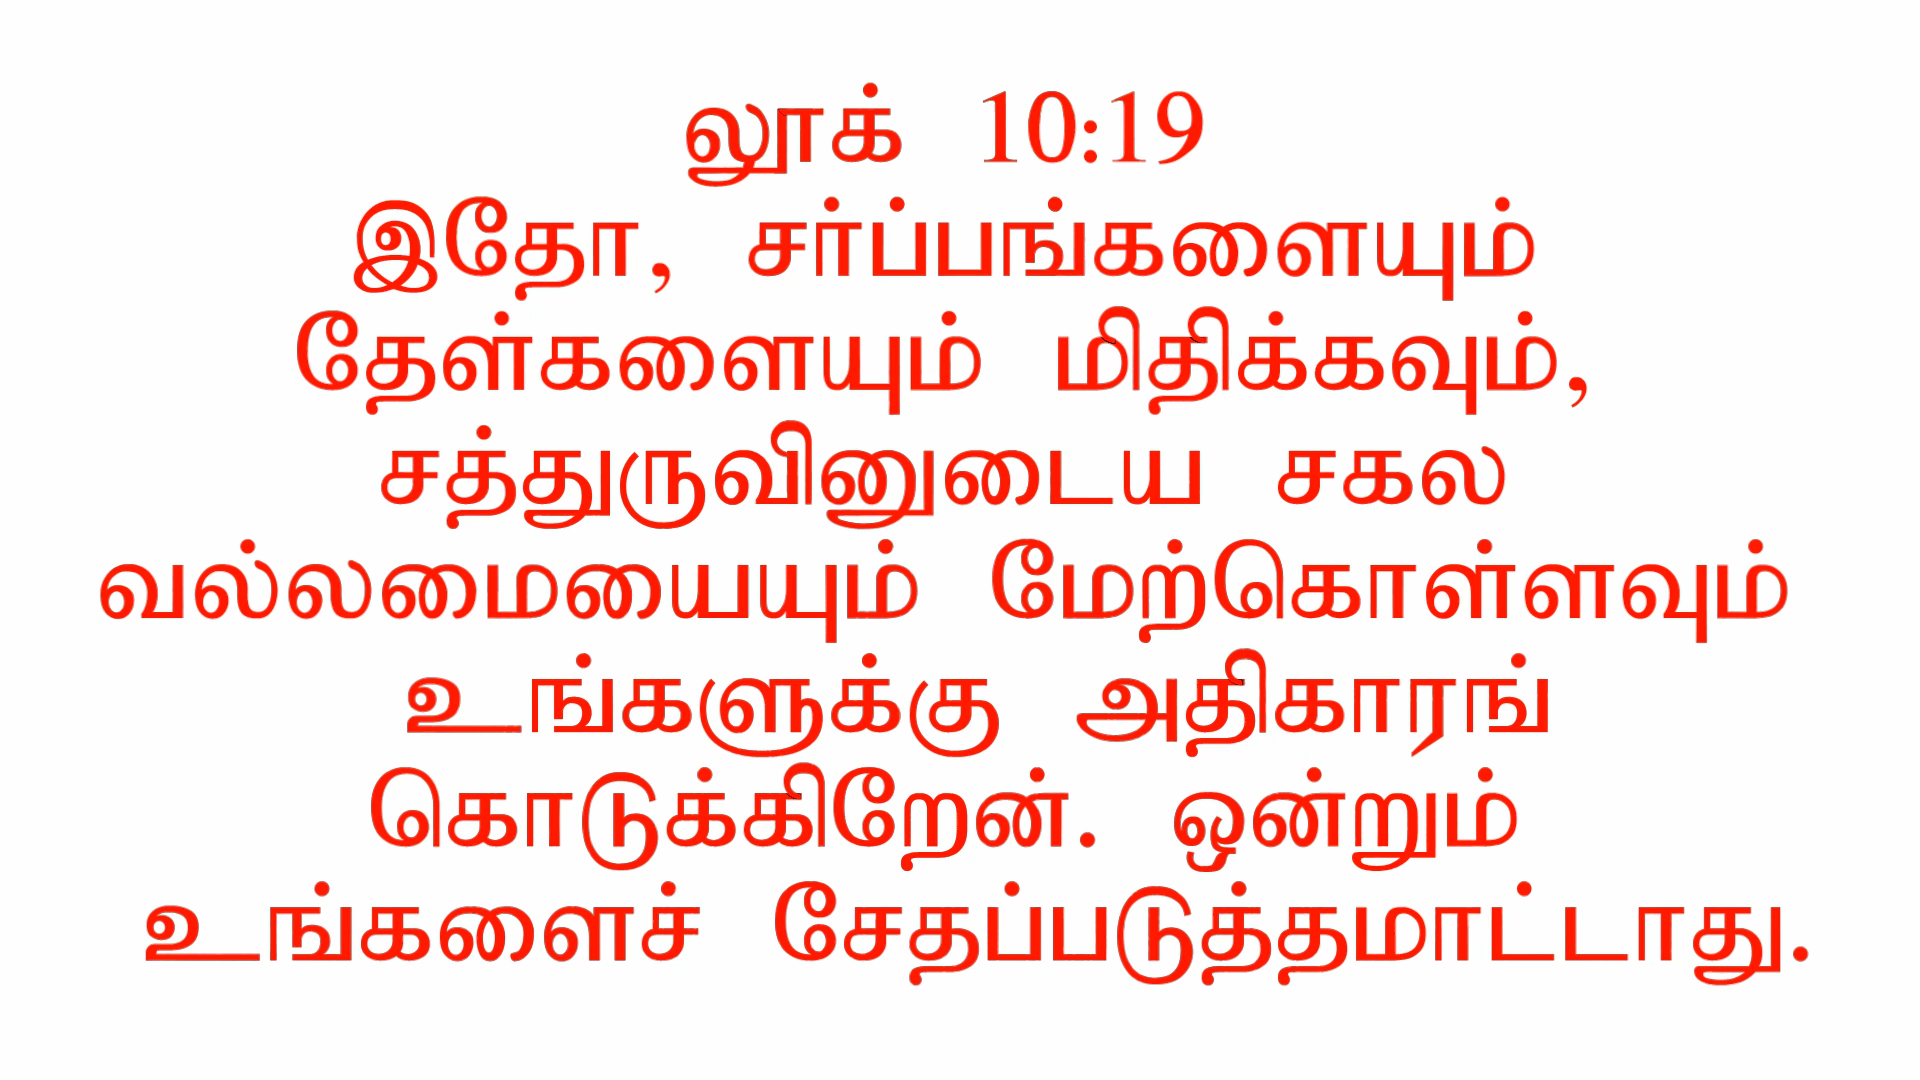 லூக் 10:19
இதோ, சர்ப்பங்களையும்
தேள்களையும் மிதிக்கவும்,
சத்துருவினுடைய சகல
வல்லமையையும் மேற்கொள்ளவும்
உங்களுக்கு அதிகாரங்
கொடுக்கிறேன். ஒன்றும்
உங்களைச் சேதப்படுத்தமாட்டாது.